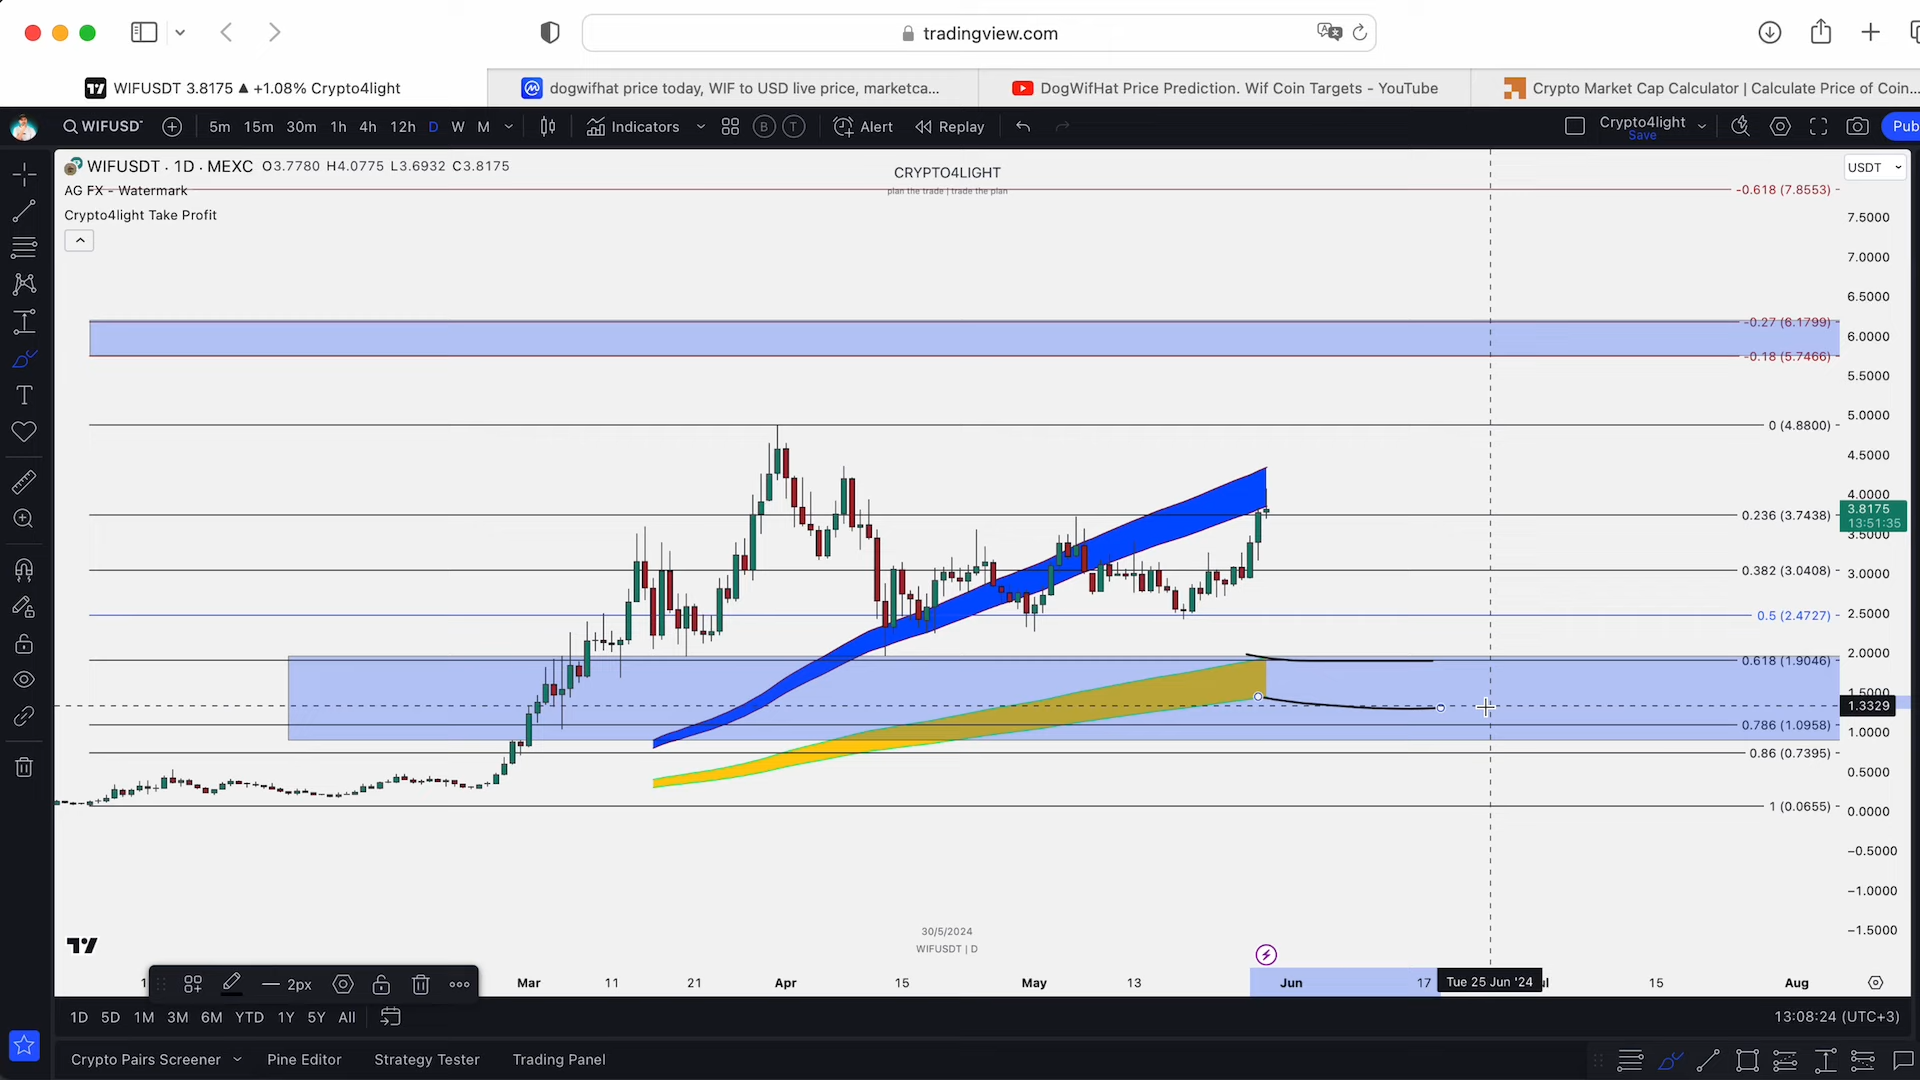 tradingview.com
WIFUSDT 3.8175 ▲ +1.08% Crypto4light
dogwifhat price today, WIF to USD live price, marketca...
DogWifHat Price Prediction. Wif Coin Targets - YouTube
Crypto Market Cap Calculator | Calculate Price of Coin...
WIFUSD
5m 15m 30m 1h 4h 12h D W M
Indicators
B T
Alert
Replay
Crypto4light
Save
Pub
WIFUSDT · 1D · MEXC O3.7780 H4.0775 L3.6932 C3.8175
AG FX - Watermark
Crypto4light Take Profit
CRYPTO4LIGHT
plan the trade | trade the plan
USDT
-0.618 (7.8553)
-0.27 (6.1799)
-0.18 (5.7466)
0 (4.8800)
0.236 (3.7438)
0.382 (3.0408)
0.5 (2.4727)
0.618 (1.9046)
0.786 (1.0958)
0.86 (0.7395)
1 (0.0655)
7.5000
7.0000
6.5000
6.0000
5.5000
5.0000
4.5000
4.0000
3.8175
13:51:35
3.5000
3.0000
2.5000
2.0000
1.5000
1.3329
1.0000
0.5000
0.0000
−0.5000
−1.0000
−1.5000
30/5/2024
WIFUSDT | D
2px
Mar 11 21 Apr 15 May 13 Jun 17 Tue 25 Jun '24 15 Aug
1D 5D 1M 3M 6M YTD 1Y 5Y All
13:08:24 (UTC+3)
Crypto Pairs Screener
Pine Editor
Strategy Tester
Trading Panel